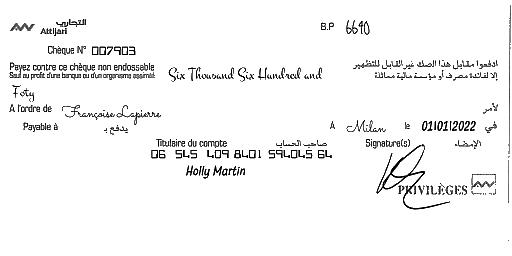 التجاري
Attijari
B.P 6640
Chèque N° 007903
Payez contre ce chèque non endossable
Seul au profit d'une banque ou d'un organisme assimilé
Six Thousand Six Hundred and
ادفعوا مقابل هذا الصك غير القابل للتظهير
إلا لفائدة مصرف أو مؤسسة مالية مماثلة
Foty
A l'ordre de Françoise Lapierre
لأمر
Payable à يدفع بـ
A Milan le 01/01/2022 في
Titulaire du compte صاحب الحساب
Signature(s) الإمضاء
06 545 409 8401 594045 64
Holly Martin
PRIVILÈGES